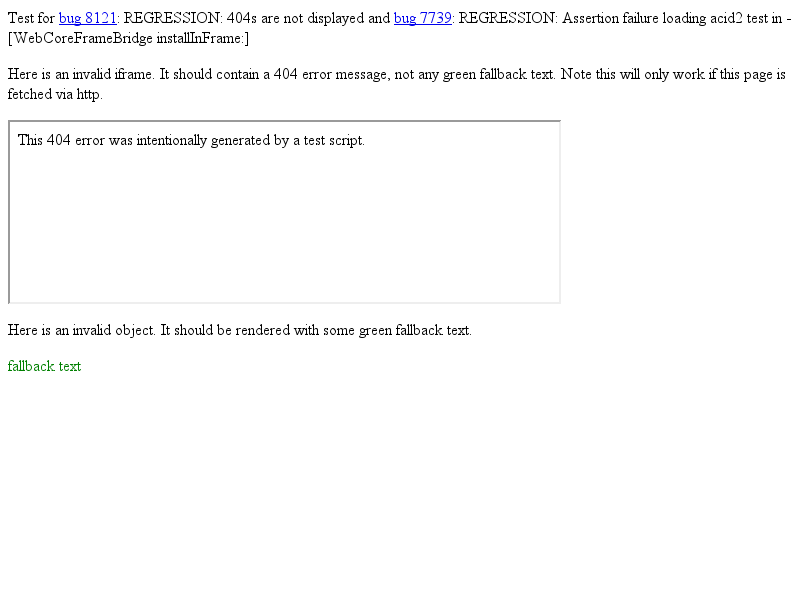 Test for bug 8121: REGRESSION: 404s are not displayed and bug 7739: REGRESSION: Assertion failure loading acid2 test in -
[WebCoreFrameBridge installInFrame:]
Here is an invalid iframe. It should contain a 404 error message, not any green fallback text. Note this will only work if this page is
fetched via http.
This 404 error was intentionally generated by a test script.
Here is an invalid object. It should be rendered with some green fallback text.
fallback text